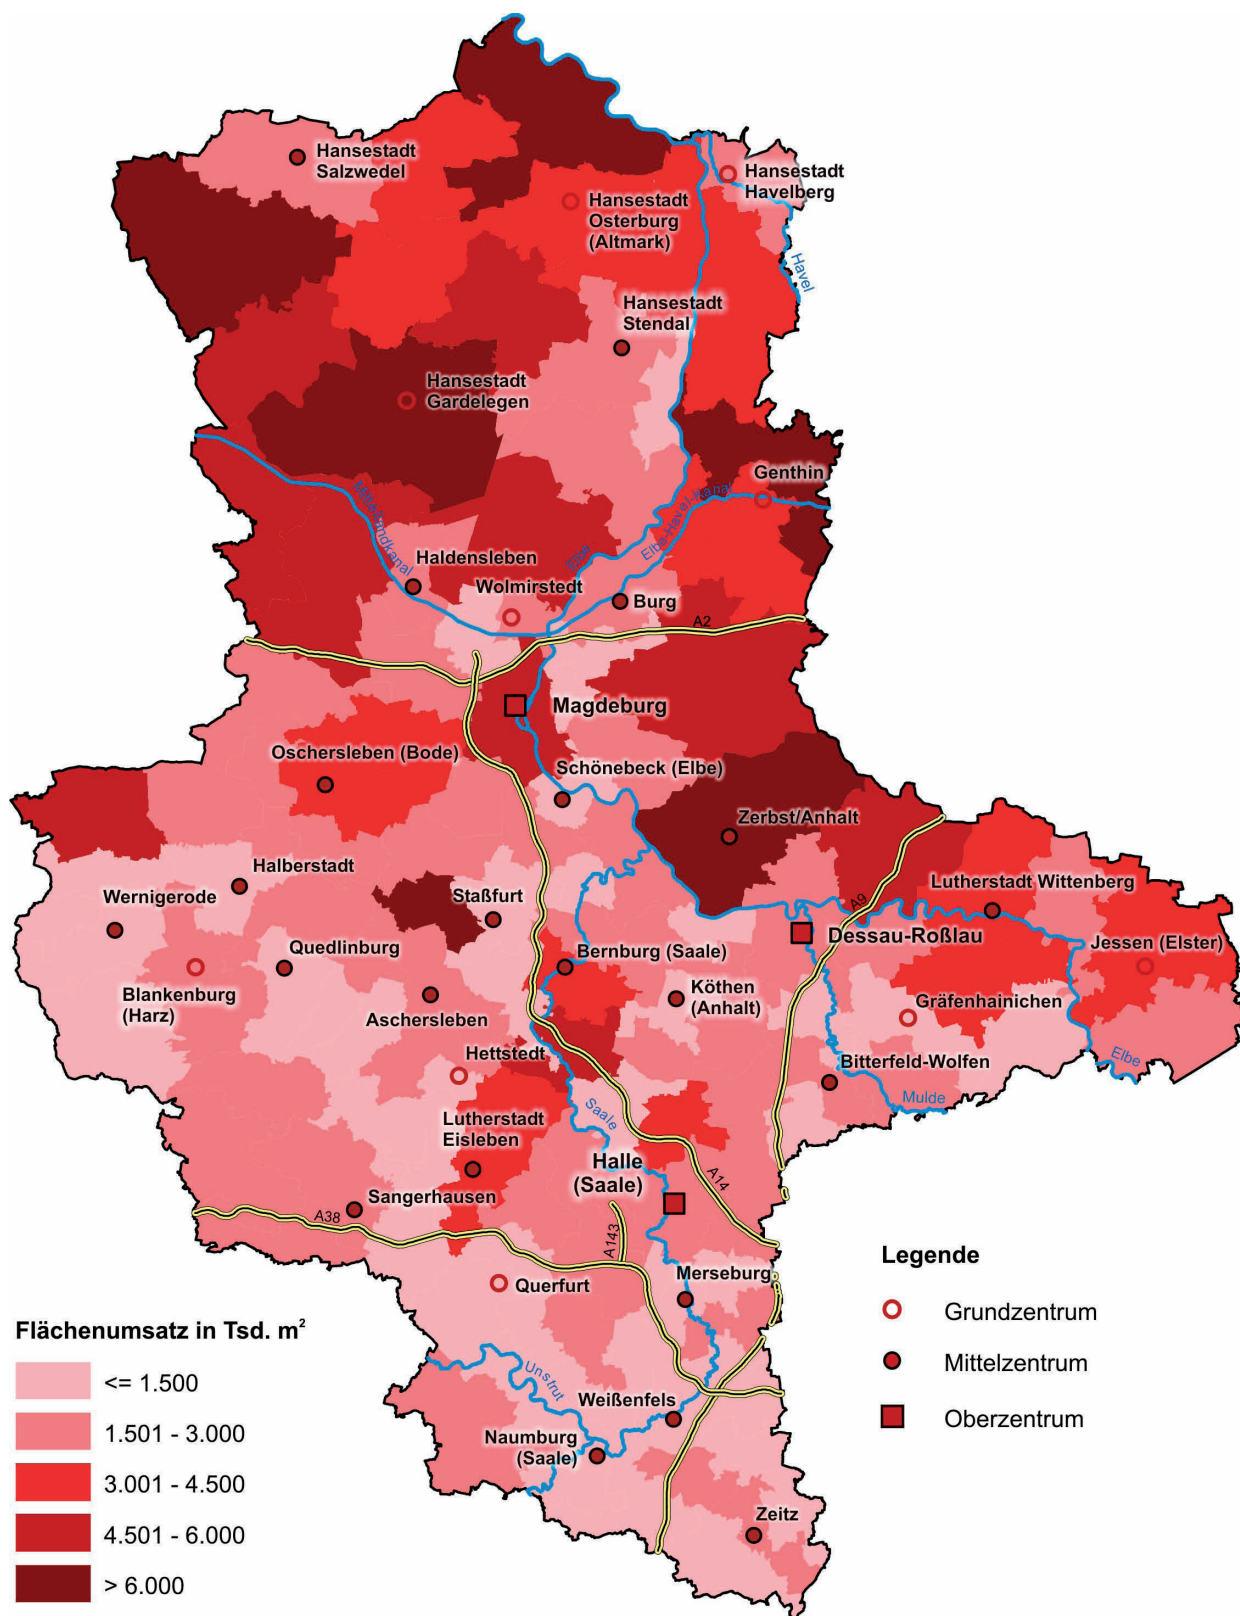 Hansestadt
Salzwedel
Hansestadt
Havelberg
Hansestadt
Osterburg
(Altmark)
Havel
Hansestadt
Stendal
Hansestadt
Gardelegen
Genthin
Mittellandkanal
Elbe-Havel-Kanal
Elbe
Haldensleben
Wolmirstedt
Burg
A2
Magdeburg
Oschersleben (Bode)
Schönebeck (Elbe)
Zerbst/Anhalt
Halberstadt
Wernigerode
Staßfurt
A9
Lutherstadt Wittenberg
Quedlinburg
Bernburg (Saale)
Dessau-Roßlau
Jessen (Elster)
Blankenburg
(Harz)
Aschersleben
Köthen
(Anhalt)
Gräfenhainichen
Hettstedt
Bitterfeld-Wolfen
Elbe
Mulde
Saale
Lutherstadt
Eisleben
Halle
(Saale)
A14
Sangerhausen
A38
A143
Querfurt
Merseburg
Unstrut
Weißenfels
Naumburg
(Saale)
Zeitz
Legende
Grundzentrum
Mittelzentrum
Oberzentrum
Flächenumsatz in Tsd. m²
<= 1.500
1.501 - 3.000
3.001 - 4.500
4.501 - 6.000
> 6.000